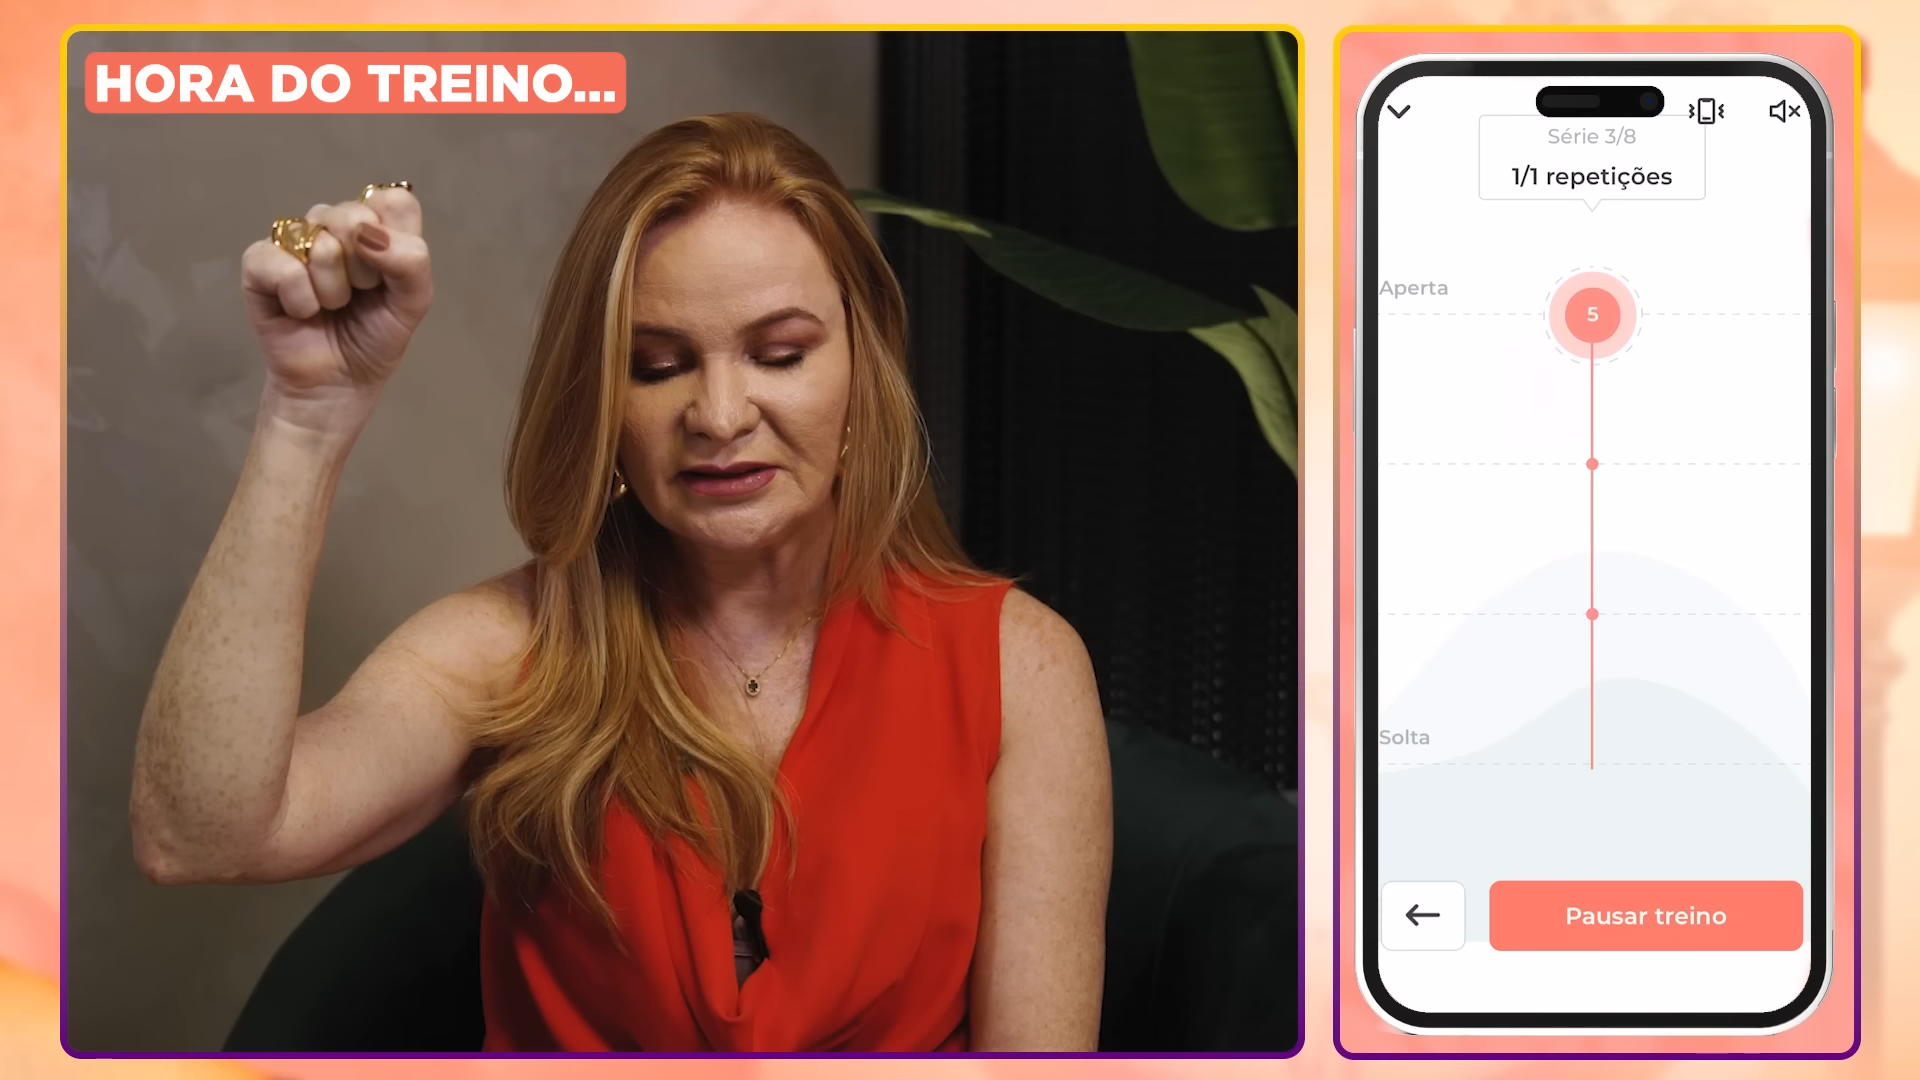 HORA DO TREINO...
Série 3/8
1/1 repetições
Aperta
5
Solta
Pausar treino